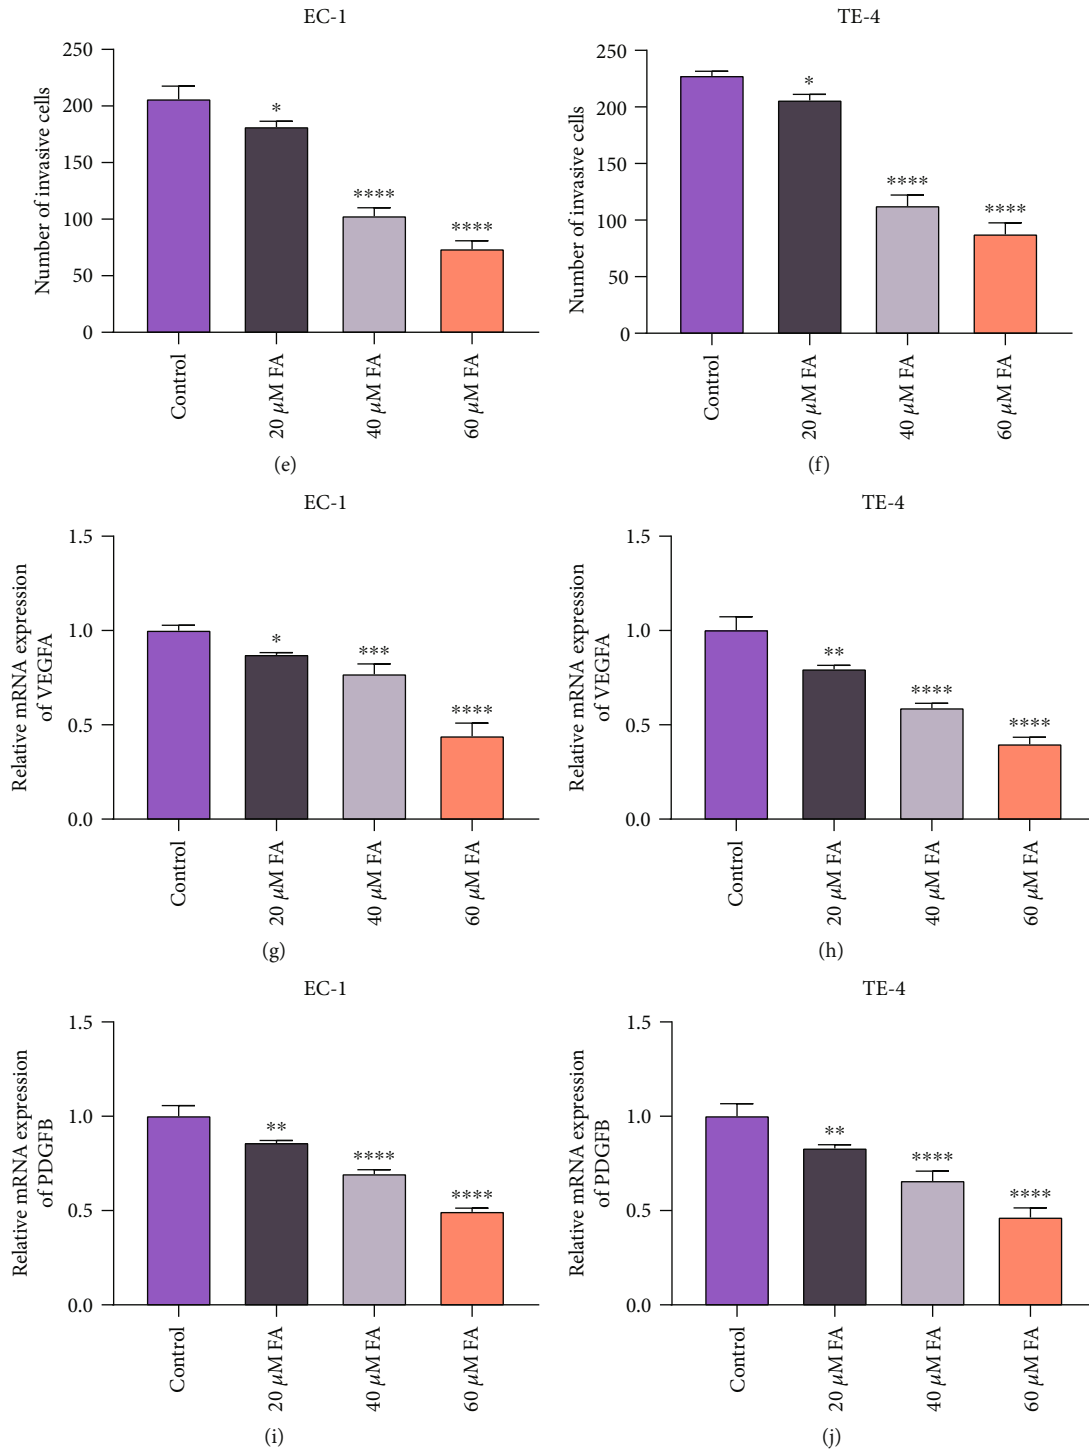 EC-1
Number of invasive cells
250
200
150
100
50
0
*
****
****
Control
20 μM FA
40 μM FA
60 μM FA
(e)
TE-4
Number of invasive cells
250
200
150
100
50
0
*
****
****
Control
20 μM FA
40 μM FA
60 μM FA
(f)
EC-1
Relative mRNA expression
of VEGFA
1.5
1.0
0.5
0.0
*
***
****
Control
20 μM FA
40 μM FA
60 μM FA
(g)
TE-4
Relative mRNA expression
of VEGFA
1.5
1.0
0.5
0.0
**
****
****
Control
20 μM FA
40 μM FA
60 μM FA
(h)
EC-1
Relative mRNA expression
of PDGFB
1.5
1.0
0.5
0.0
**
****
****
Control
20 μM FA
40 μM FA
60 μM FA
(i)
TE-4
Relative mRNA expression
of PDGFB
1.5
1.0
0.5
0.0
**
****
****
Control
20 μM FA
40 μM FA
60 μM FA
(j)